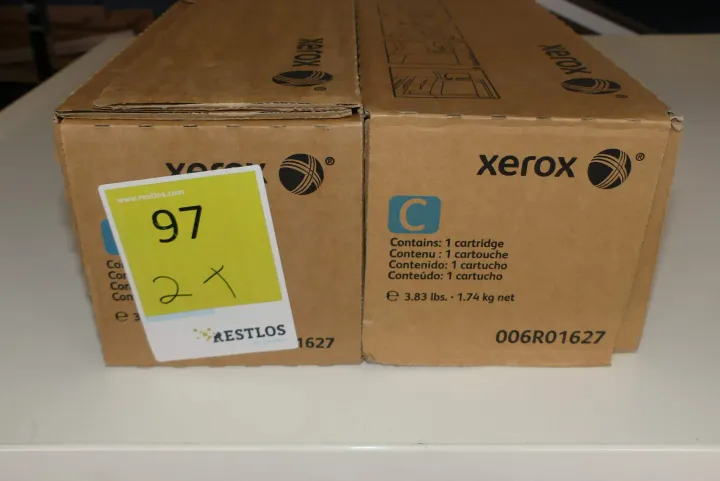 xerox
xerox
xerox
www.restlos.com
97
2x
RESTLOS
1627
xerox
C
Contains: 1 cartridge
Contenu : 1 cartouche
Contenido: 1 cartucho
Conteúdo: 1 cartucho
℮ 3.83 lbs. · 1.74 kg net
006R01627